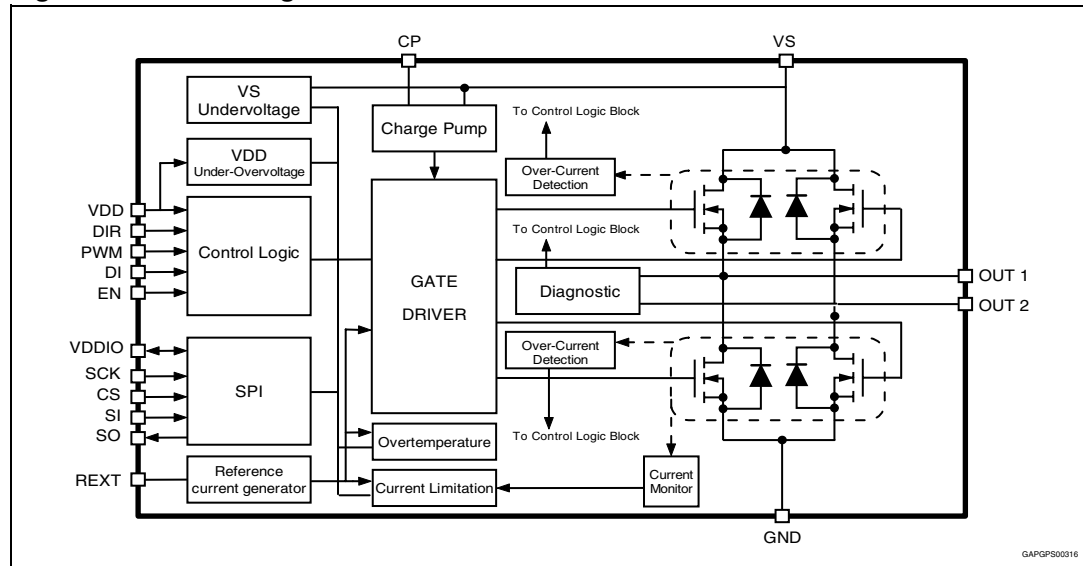 CP
VS
VS
Undervoltage
To Control Logic Block
Charge Pump
VDD
Under-Overvoltage
Over-Current
Detection
VDD
DIR
PWM
DI
EN
Control Logic
To Control Logic Block
GATE
DRIVER
Diagnostic
OUT 1
OUT 2
Over-Current
Detection
VDDIO
SCK
CS
SI
SO
SPI
To Control Logic Block
Overtemperature
REXT
Reference
current generator
Current Limitation
Current
Monitor
GND
GAPGPS00316